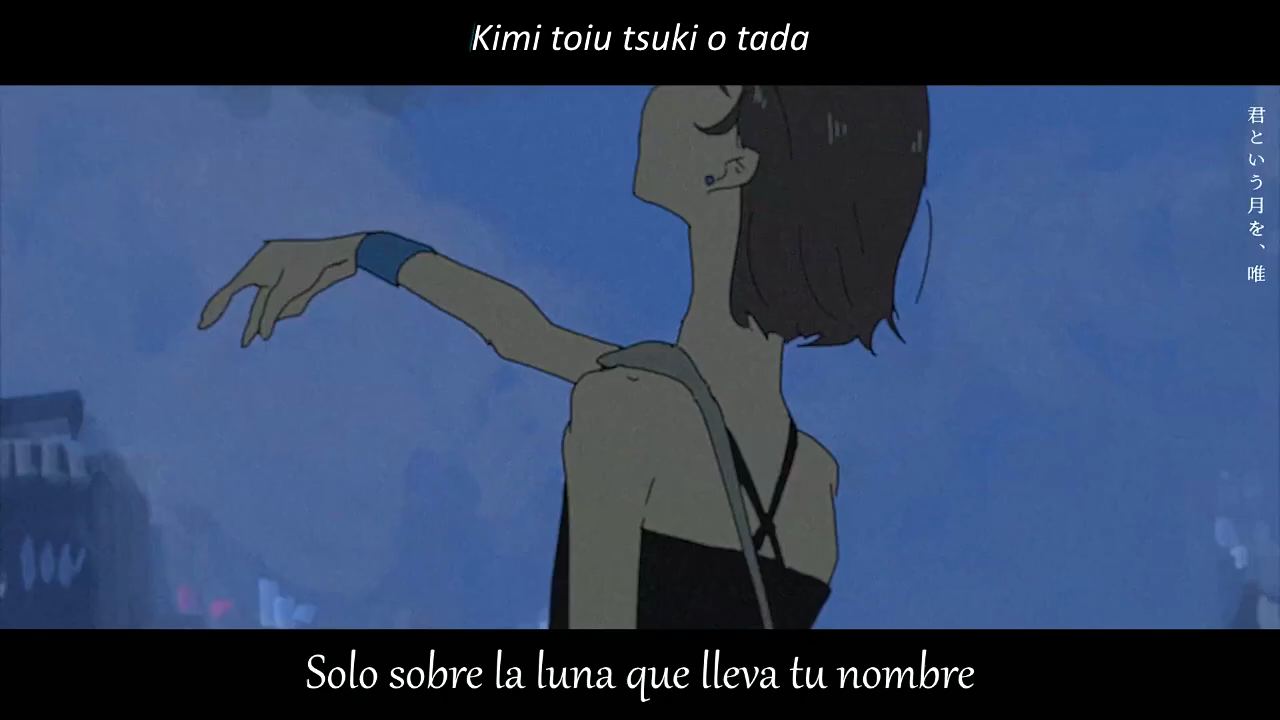 Kimi toiu tsuki o tada
君という月を、唯
Solo sobre la luna que lleva tu nombre